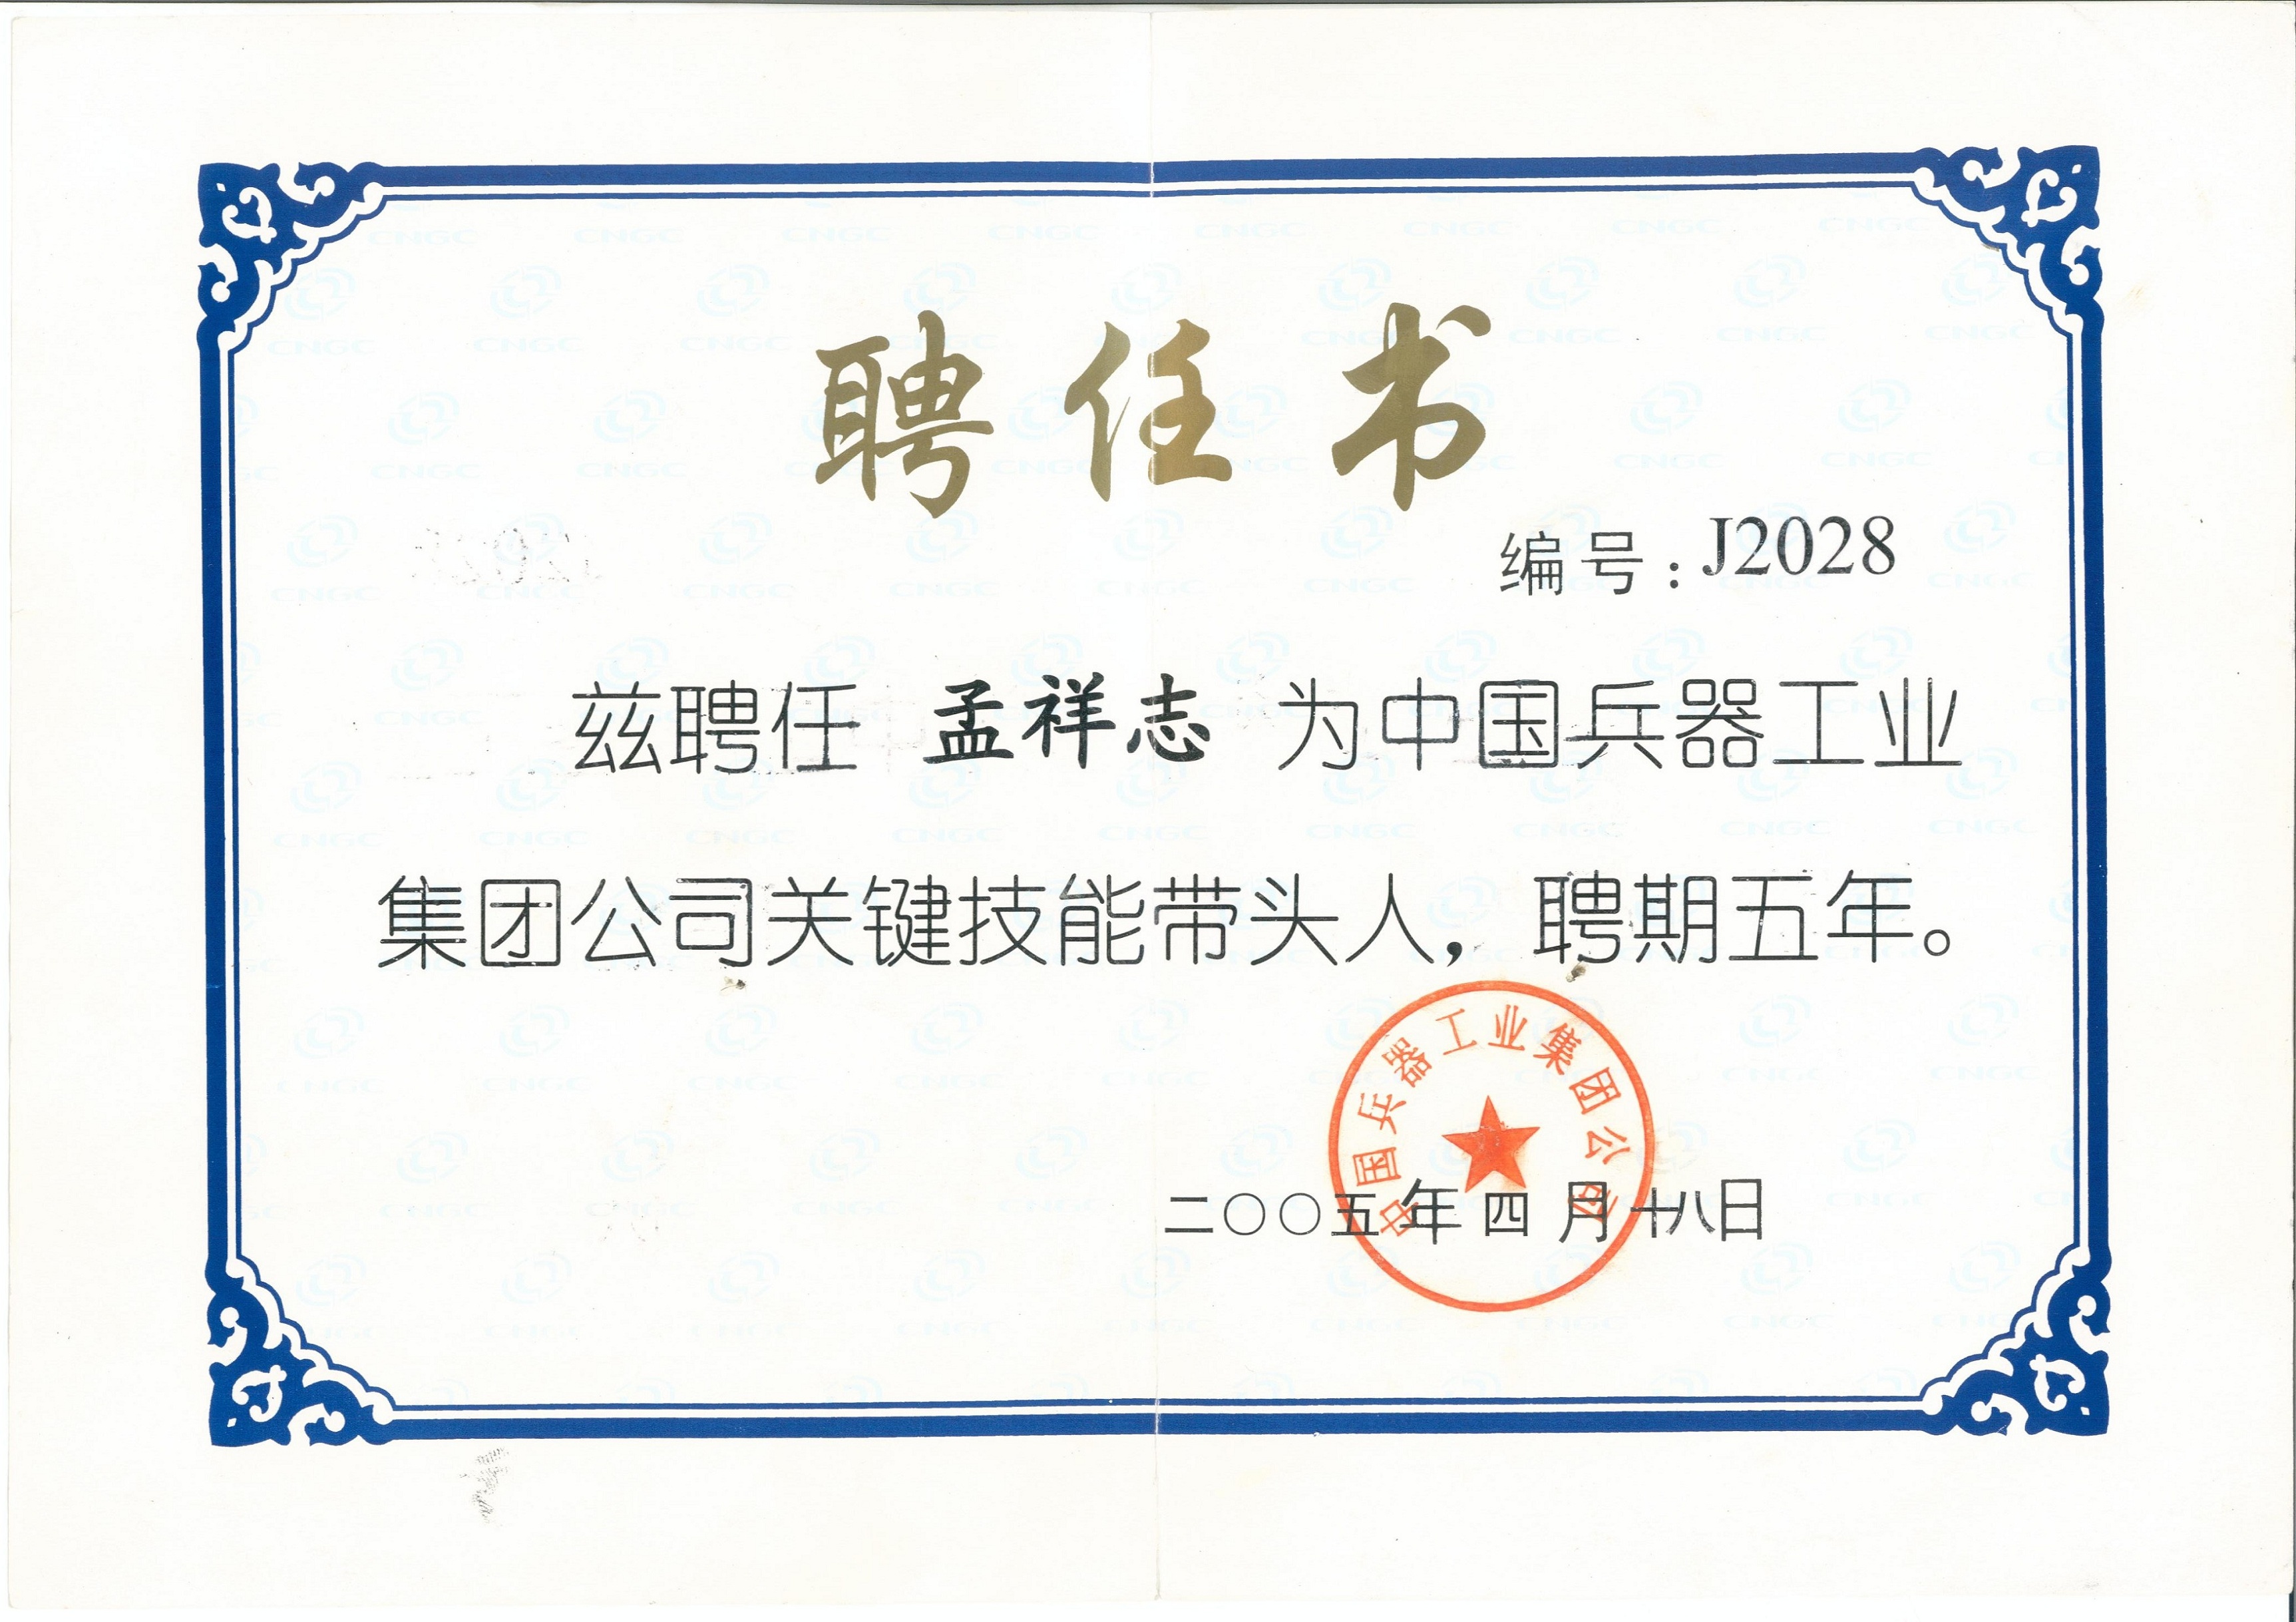 聘任书
编号：J2028
兹聘任 孟祥志 为中国兵器工业
集团公司关键技能带头人，聘期五年。
中国兵器工业集团公司
二〇〇五年四月十八日